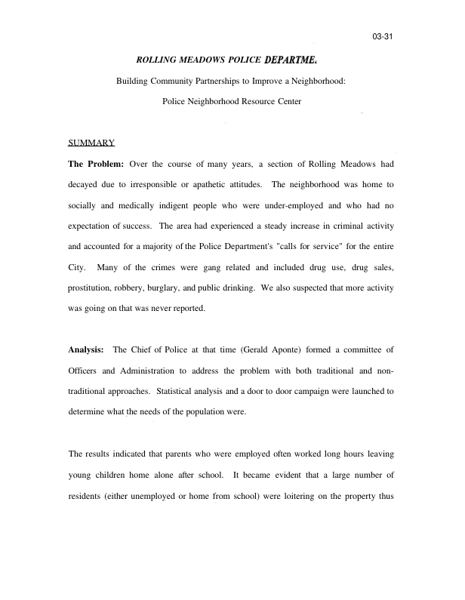 03-31
ROLLING MEADOWS POLICE DEPARTME.
Building Community Partnerships to Improve a Neighborhood:
Police Neighborhood Resource Center
SUMMARY
The Problem: Over the course of many years, a section of Rolling Meadows had
decayed due to irresponsible or apathetic attitudes. The neighborhood was home to
socially and medically indigent people who were under-employed and who had no
expectation of success. The area had experienced a steady increase in criminal activity
and accounted for a majority of the Police Department's "calls for service" for the entire
City. Many of the crimes were gang related and included drug use, drug sales,
prostitution, robbery, burglary, and public drinking. We also suspected that more activity
was going on that was never reported.
Analysis: The Chief of Police at that time (Gerald Aponte) formed a committee of
Officers and Administration to address the problem with both traditional and non-
traditional approaches. Statistical analysis and a door to door campaign were launched to
determine what the needs of the population were.
The results indicated that parents who were employed often worked long hours leaving
young children home alone after school. It became evident that a large number of
residents (either unemployed or home from school) were loitering on the property thus